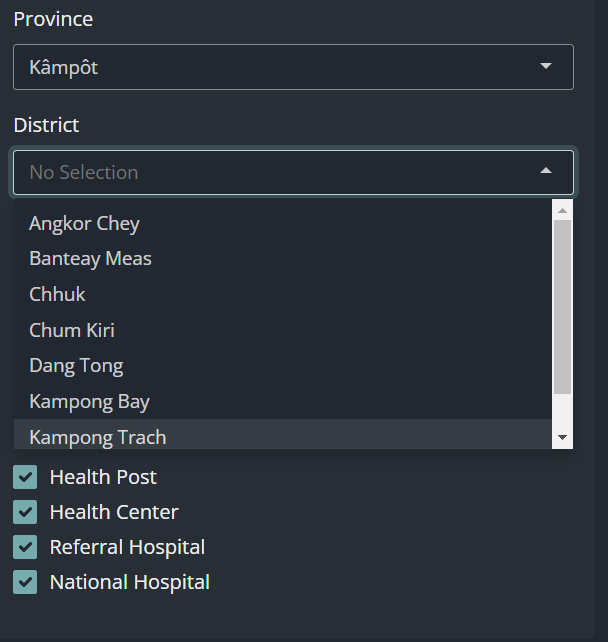 Province
Kâmpôt
District
No Selection
Angkor Chey
Banteay Meas
Chhuk
Chum Kiri
Dang Tong
Kampong Bay
Kampong Trach
Health Post
Health Center
Referral Hospital
National Hospital